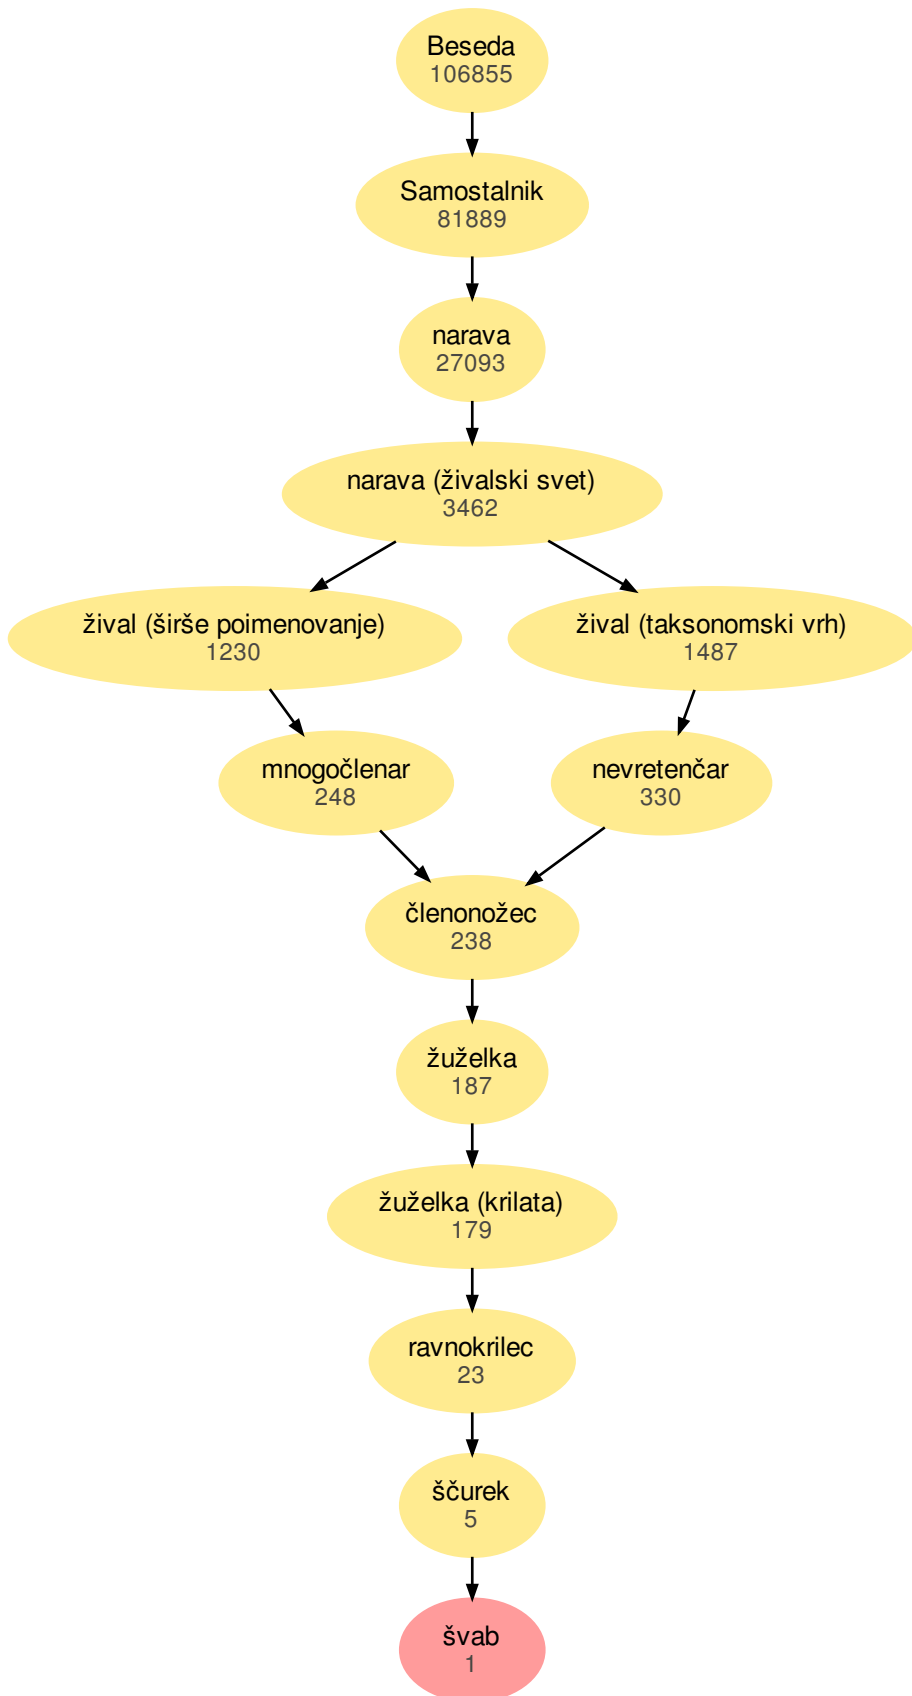 Beseda
106855
Samostalnik
81889
narava
27093
narava (živalski svet)
3462
žival (širše poimenovanje)
1230
žival (taksonomski vrh)
1487
mnogočlenar
248
nevretenčar
330
členonožec
238
žuželka
187
žuželka (krilata)
179
ravnokrilec
23
ščurek
5
švab
1